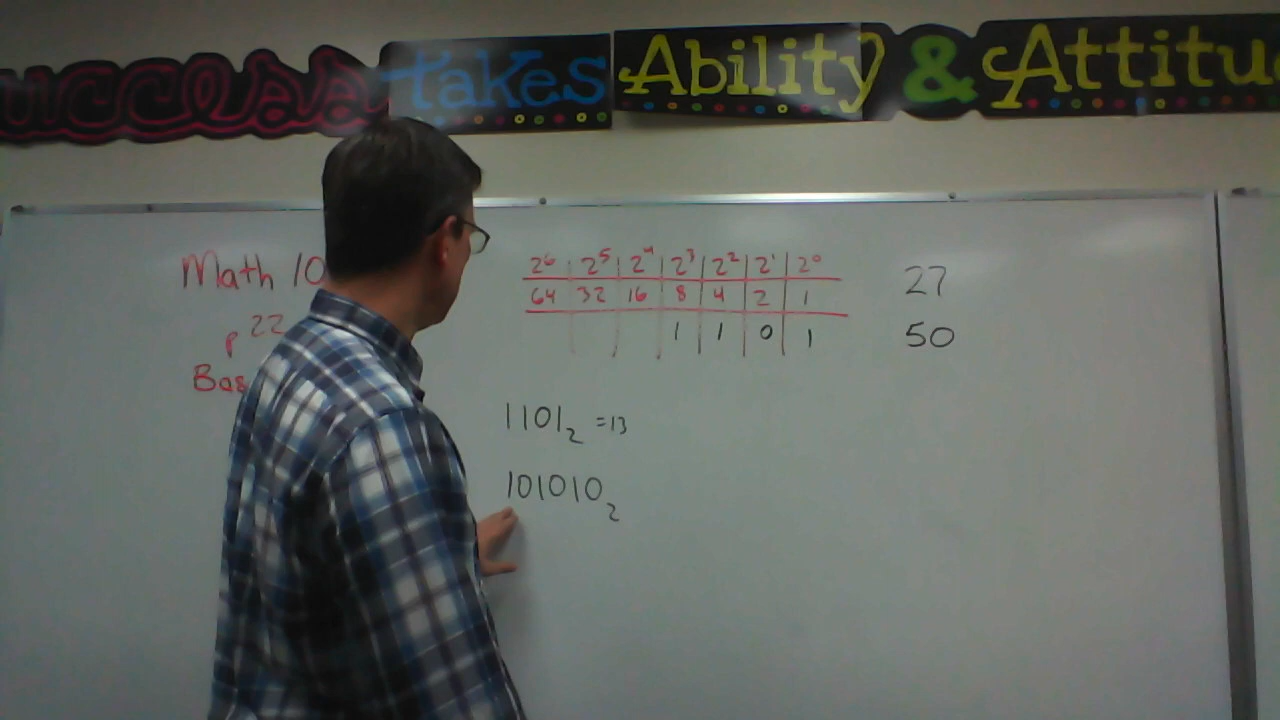 uccess takes Ability & Attitu
Math 10
p 22
Bas
2⁶ 2⁵ 2⁴ 2³ 2² 2¹ 2⁰
64 32 16 8 4 2 1
1 1 0 1
27
50
1101₂ = 13
101010₂